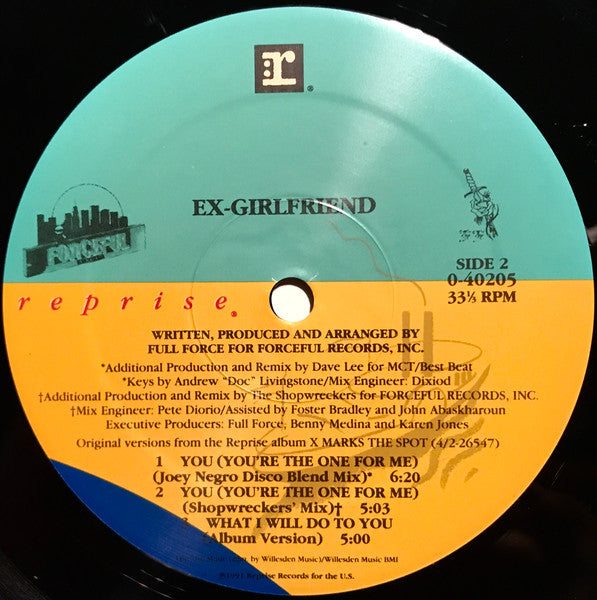 r
®
EX-GIRLFRIEND
FORCEFUL
SIDE 2
0-40205
33⅓ RPM
reprise®
WRITTEN, PRODUCED AND ARRANGED BY
FULL FORCE FOR FORCEFUL RECORDS, INC.
*Additional Production and Remix by Dave Lee for MCT/Best Beat
*Keys by Andrew "Doc" Livingstone/Mix Engineer: Dixiod
†Additional Production and Remix by The Shopwreckers for FORCEFUL RECORDS, INC.
†Mix Engineer: Pete Diorio/Assisted by Foster Bradley and John Abaskharoun
Executive Producers: Full Force, Benny Medina and Karen Jones
Original versions from the Reprise album X MARKS THE SPOT (4/2-26547)
1 YOU (YOU'RE THE ONE FOR ME)
(Joey Negro Disco Blend Mix)* 6:20
2 YOU (YOU'RE THE ONE FOR ME)
(Shopwreckers' Mix)† 5:03
3 WHAT I WILL DO TO YOU
(Album Version) 5:00
by Willesden Music)/Willesden Music BMI
℗1991 Reprise Records for the U.S.